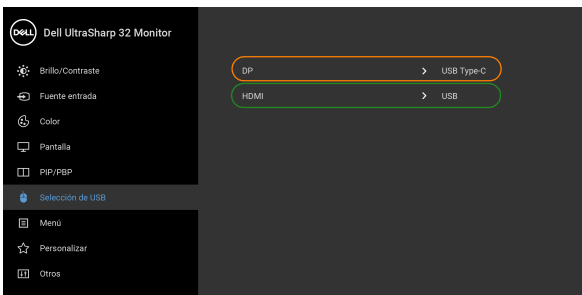 DELL Dell UltraSharp 32 Monitor
Brillo/Contraste
DP > USB Type-C
Fuente entrada
HDMI > USB
Color
Pantalla
PIP/PBP
Selección de USB
Menú
Personalizar
Otros